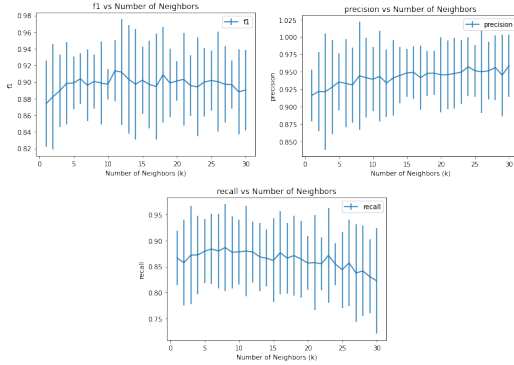 f1 vs Number of Neighbors
0.98
0.96
0.94
0.92
0.90
0.88
0.86
0.84
0.82
f1
f1
0 5 10 15 20 25 30
Number of Neighbors (k)
precision vs Number of Neighbors
1.025
1.000
0.975
0.950
0.925
0.900
0.875
0.850
precision
precision
0 5 10 15 20 25 30
Number of Neighbors (k)
recall vs Number of Neighbors
0.95
0.90
0.85
0.80
0.75
recall
recall
0 5 10 15 20 25 30
Number of Neighbors (k)